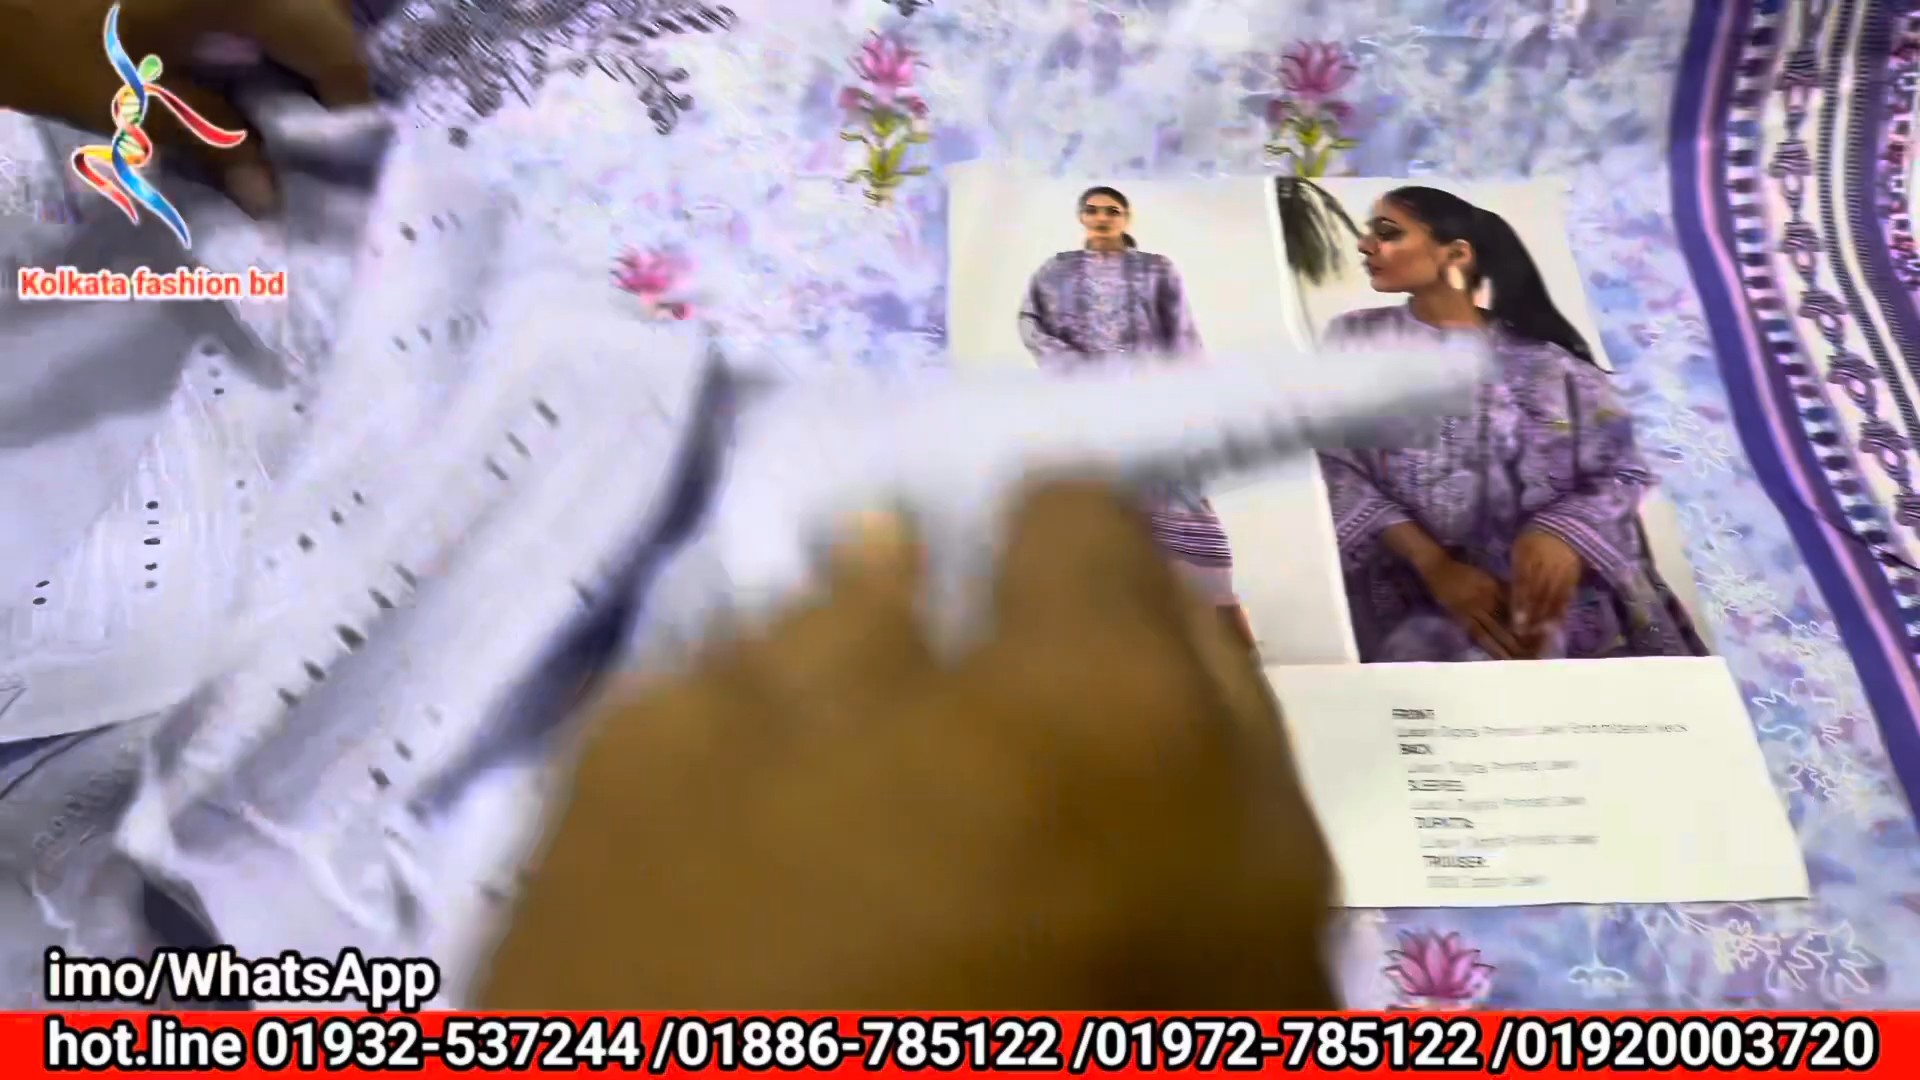 Kolkata fashion bd
FRONT:
BACK
SLEEVES:
DUPATTA:
TROUSER:
imo/WhatsApp
hot.line 01932-537244 /01886-785122 /01972-785122 /01920003720